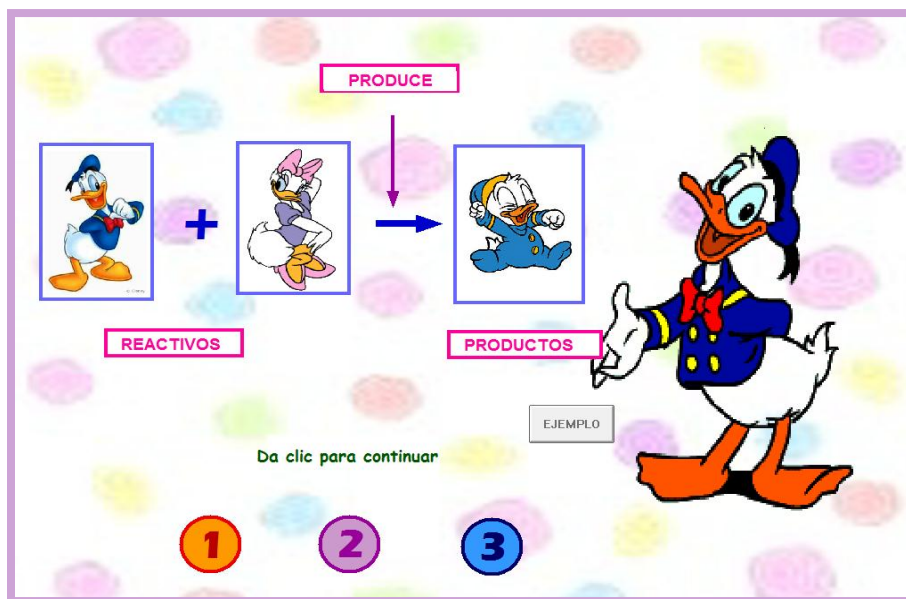 PRODUCE
+
REACTIVOS
PRODUCTOS
EJEMPLO
Da clic para continuar
1 2 3